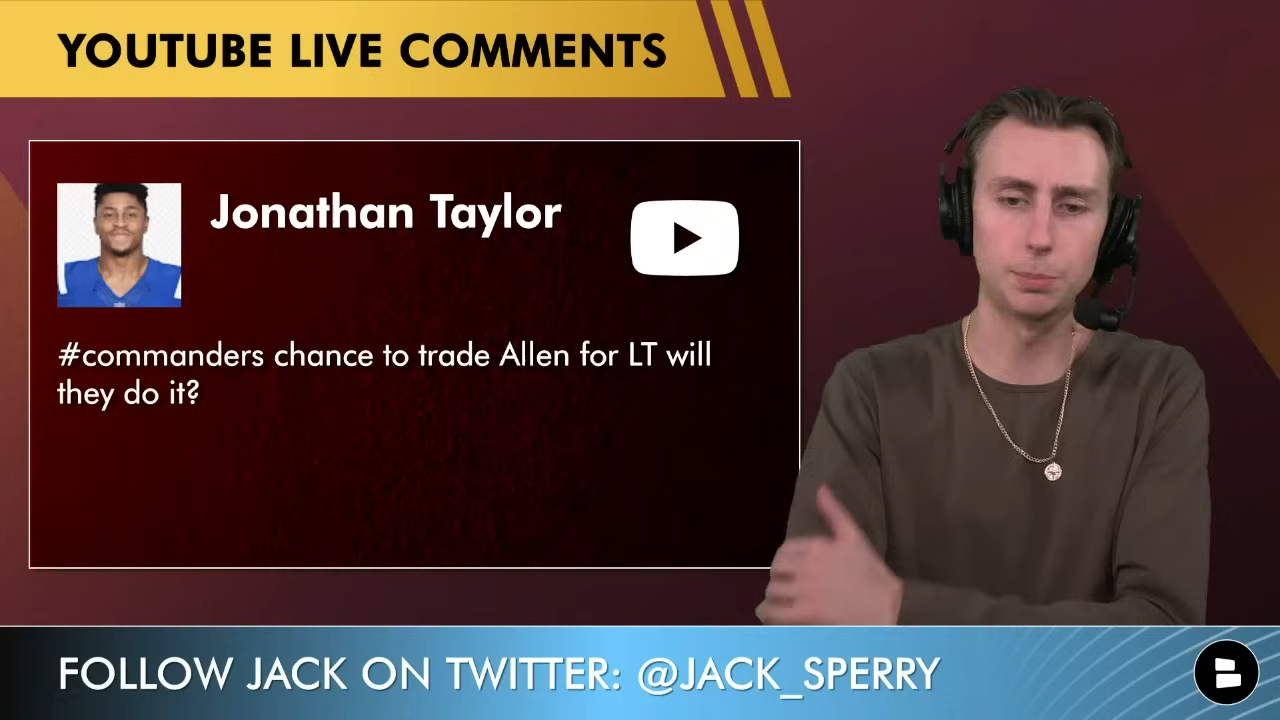 YOUTUBE LIVE COMMENTS
Jonathan Taylor
#commanders chance to trade Allen for LT will
they do it?
FOLLOW JACK ON TWITTER: @JACK_SPERRY